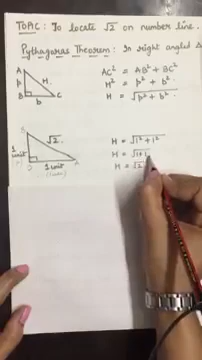 TOPIC: To locate √2 on number line.
Pythagoras Theorem: In right angled
A
p
H
B
b
C
AC² = AB² + BC²
H² = p² + b²
H = √p² + b²
B
1 unit
√2
O
1 unit
A
H = √1² + 1²
H = √1+1
H = √2